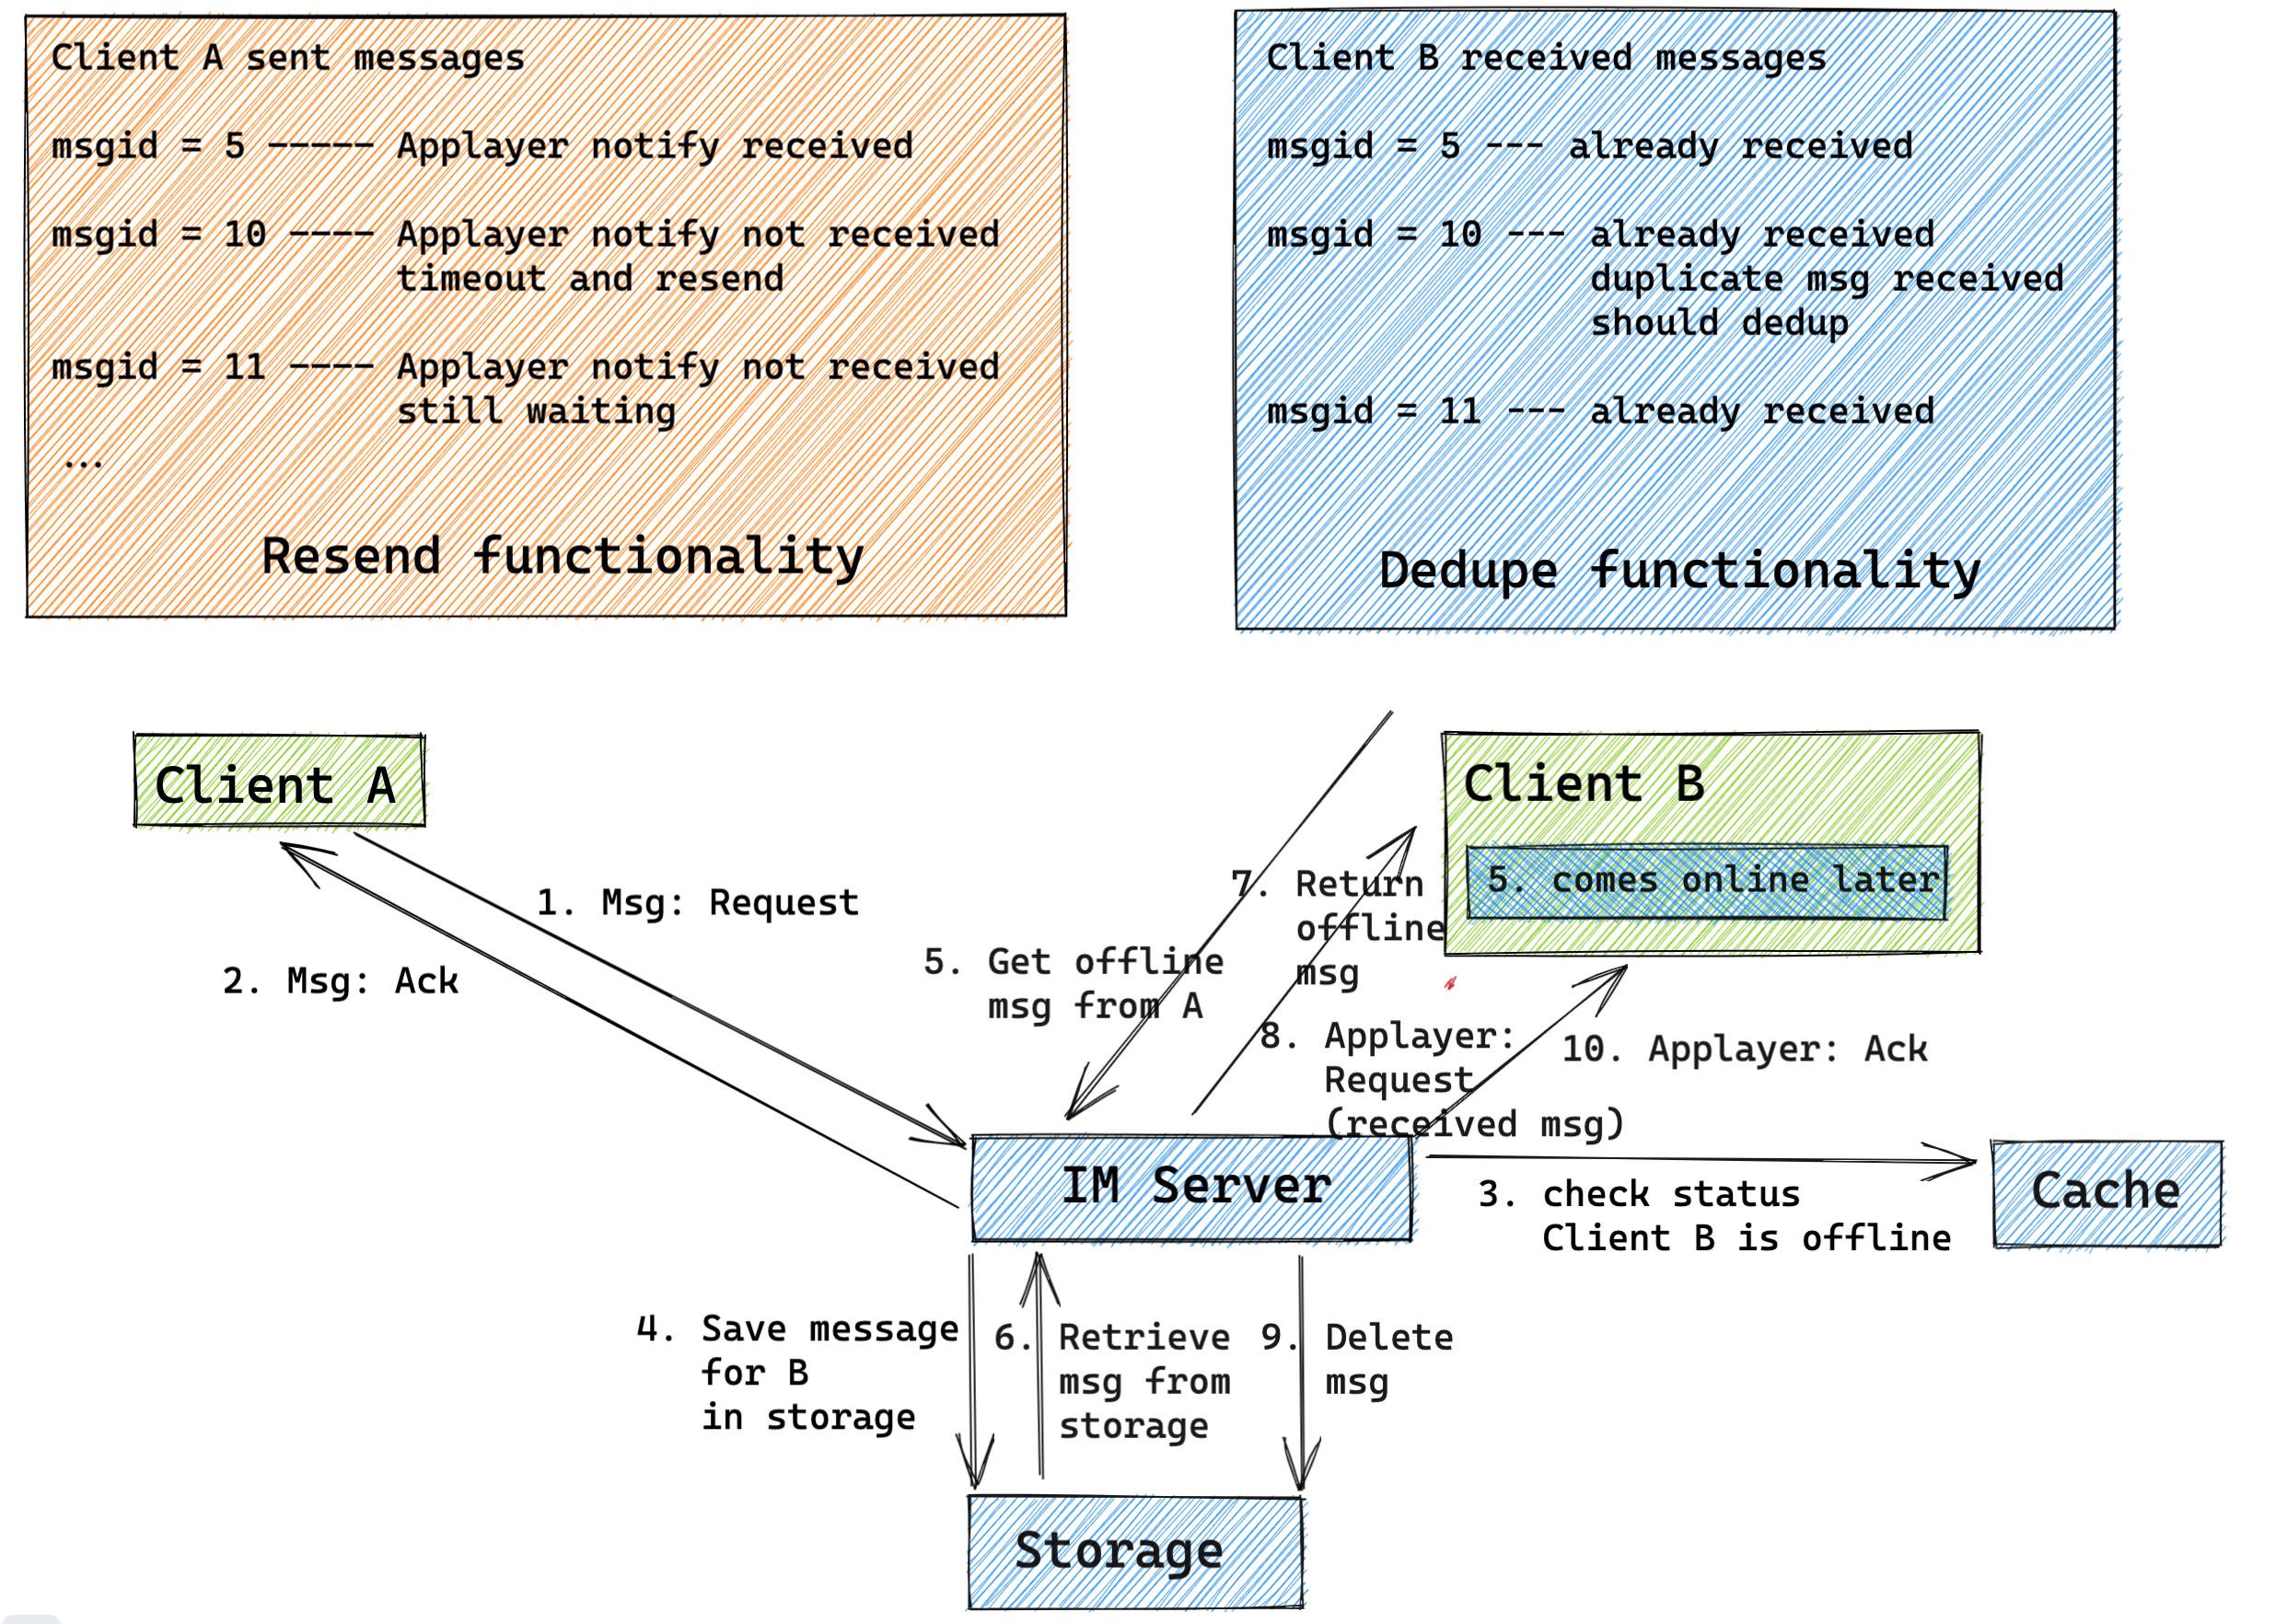 Client A sent messages
msgid = 5 ----- Applayer notify received
msgid = 10 ---- Applayer notify not received
timeout and resend
msgid = 11 ---- Applayer notify not received
still waiting
...
Resend functionality
Client B received messages
msgid = 5 --- already received
msgid = 10 --- already received
duplicate msg received
should dedup
msgid = 11 --- already received
Dedupe functionality
Client A
Client B
5. comes online later
1. Msg: Request
2. Msg: Ack
7. Return
offline
msg
5. Get offline
msg from A
8. Applayer:
Request
(received msg)
10. Applayer: Ack
IM Server
3. check status
Client B is offline
Cache
4. Save message
for B
in storage
6. Retrieve
msg from
storage
9. Delete
msg
Storage